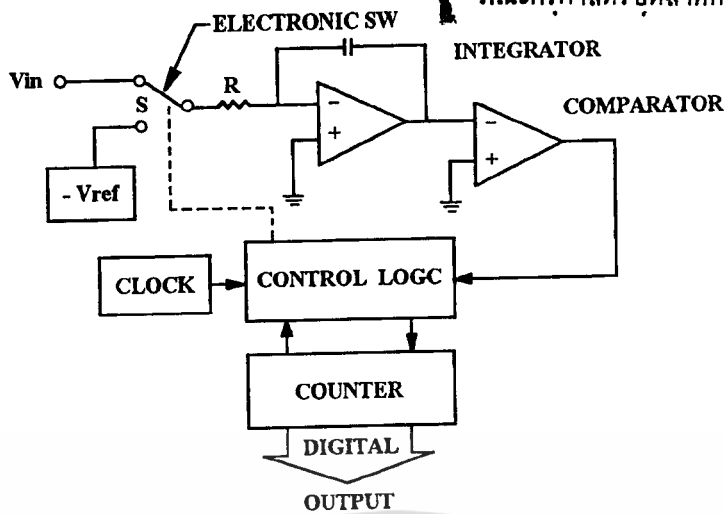 ELECTRONIC SW
INTEGRATOR
Vin
S
R
COMPARATOR
-
+
-
+
- Vref
CLOCK
CONTROL LOGC
COUNTER
DIGITAL
OUTPUT